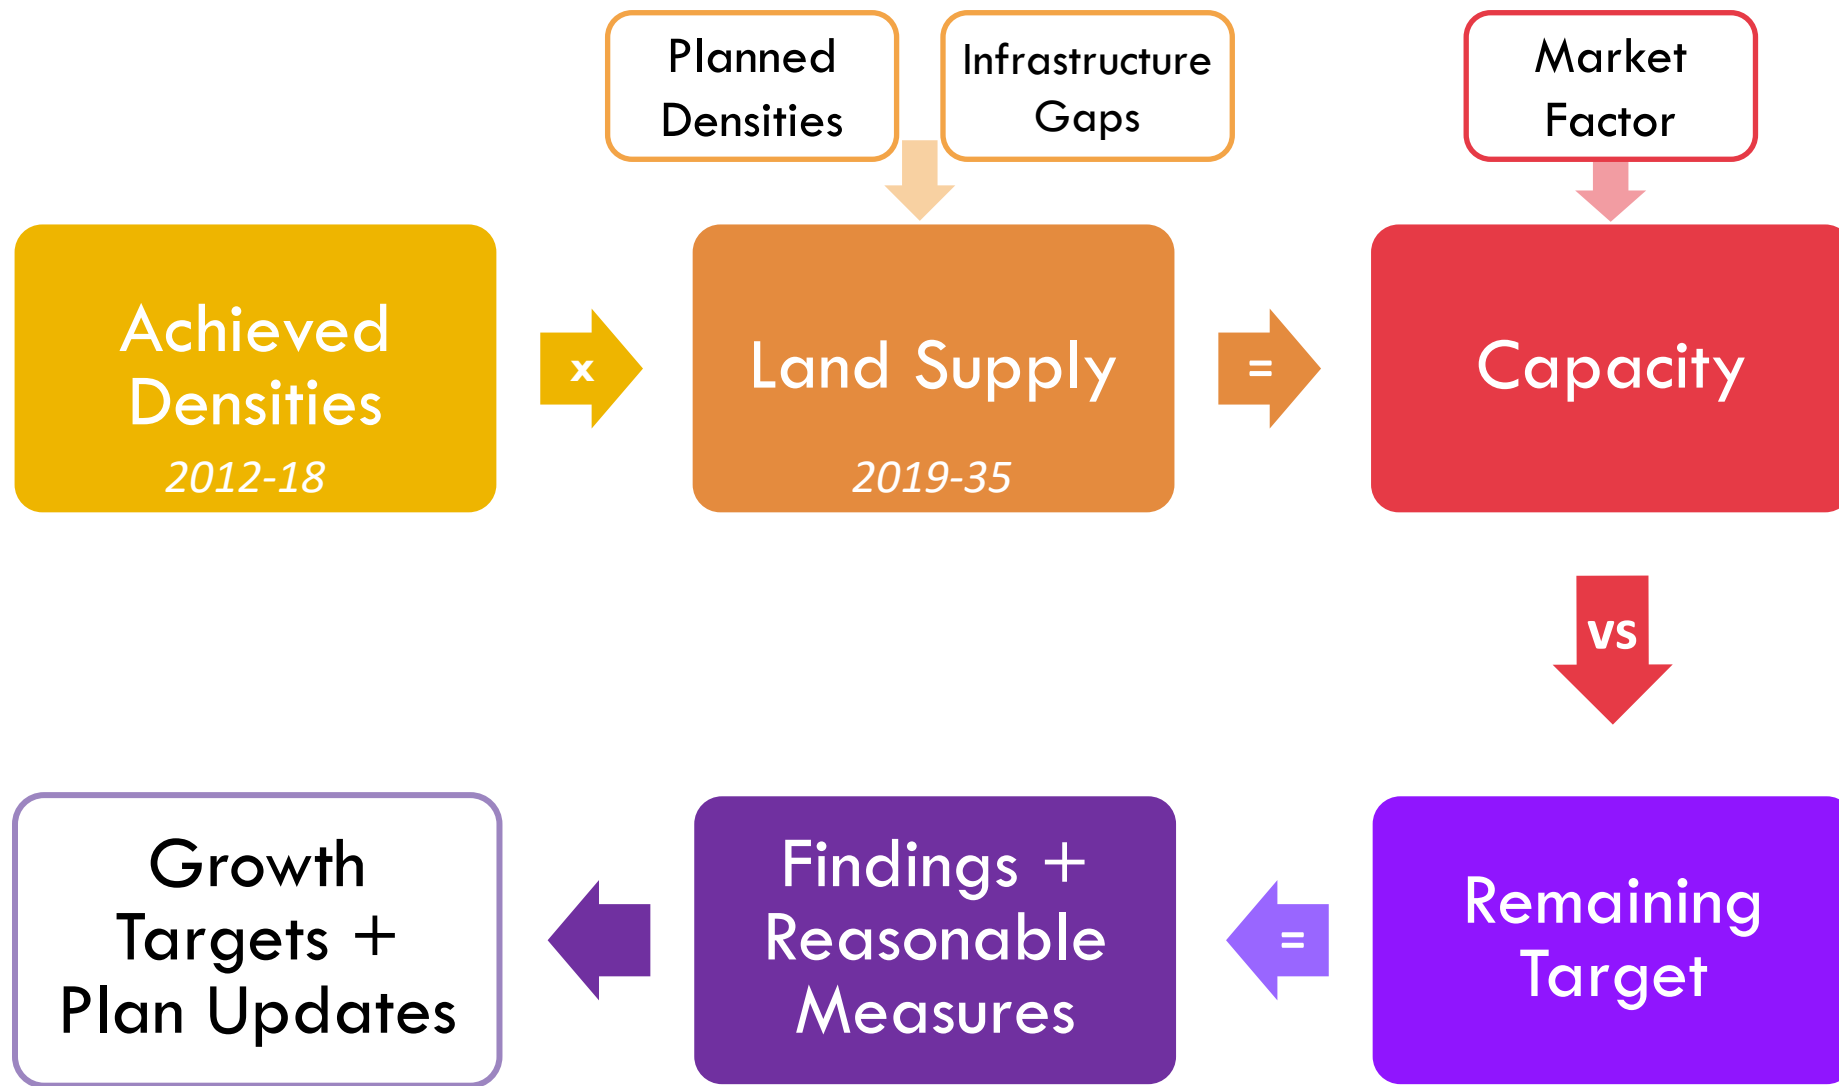 Planned
Densities
Infrastructure
Gaps
Market
Factor
Achieved
Densities
2012-18
x
Land Supply
2019-35
=
Capacity
vs
Growth
Targets +
Plan Updates
Findings +
Reasonable
Measures
=
Remaining
Target